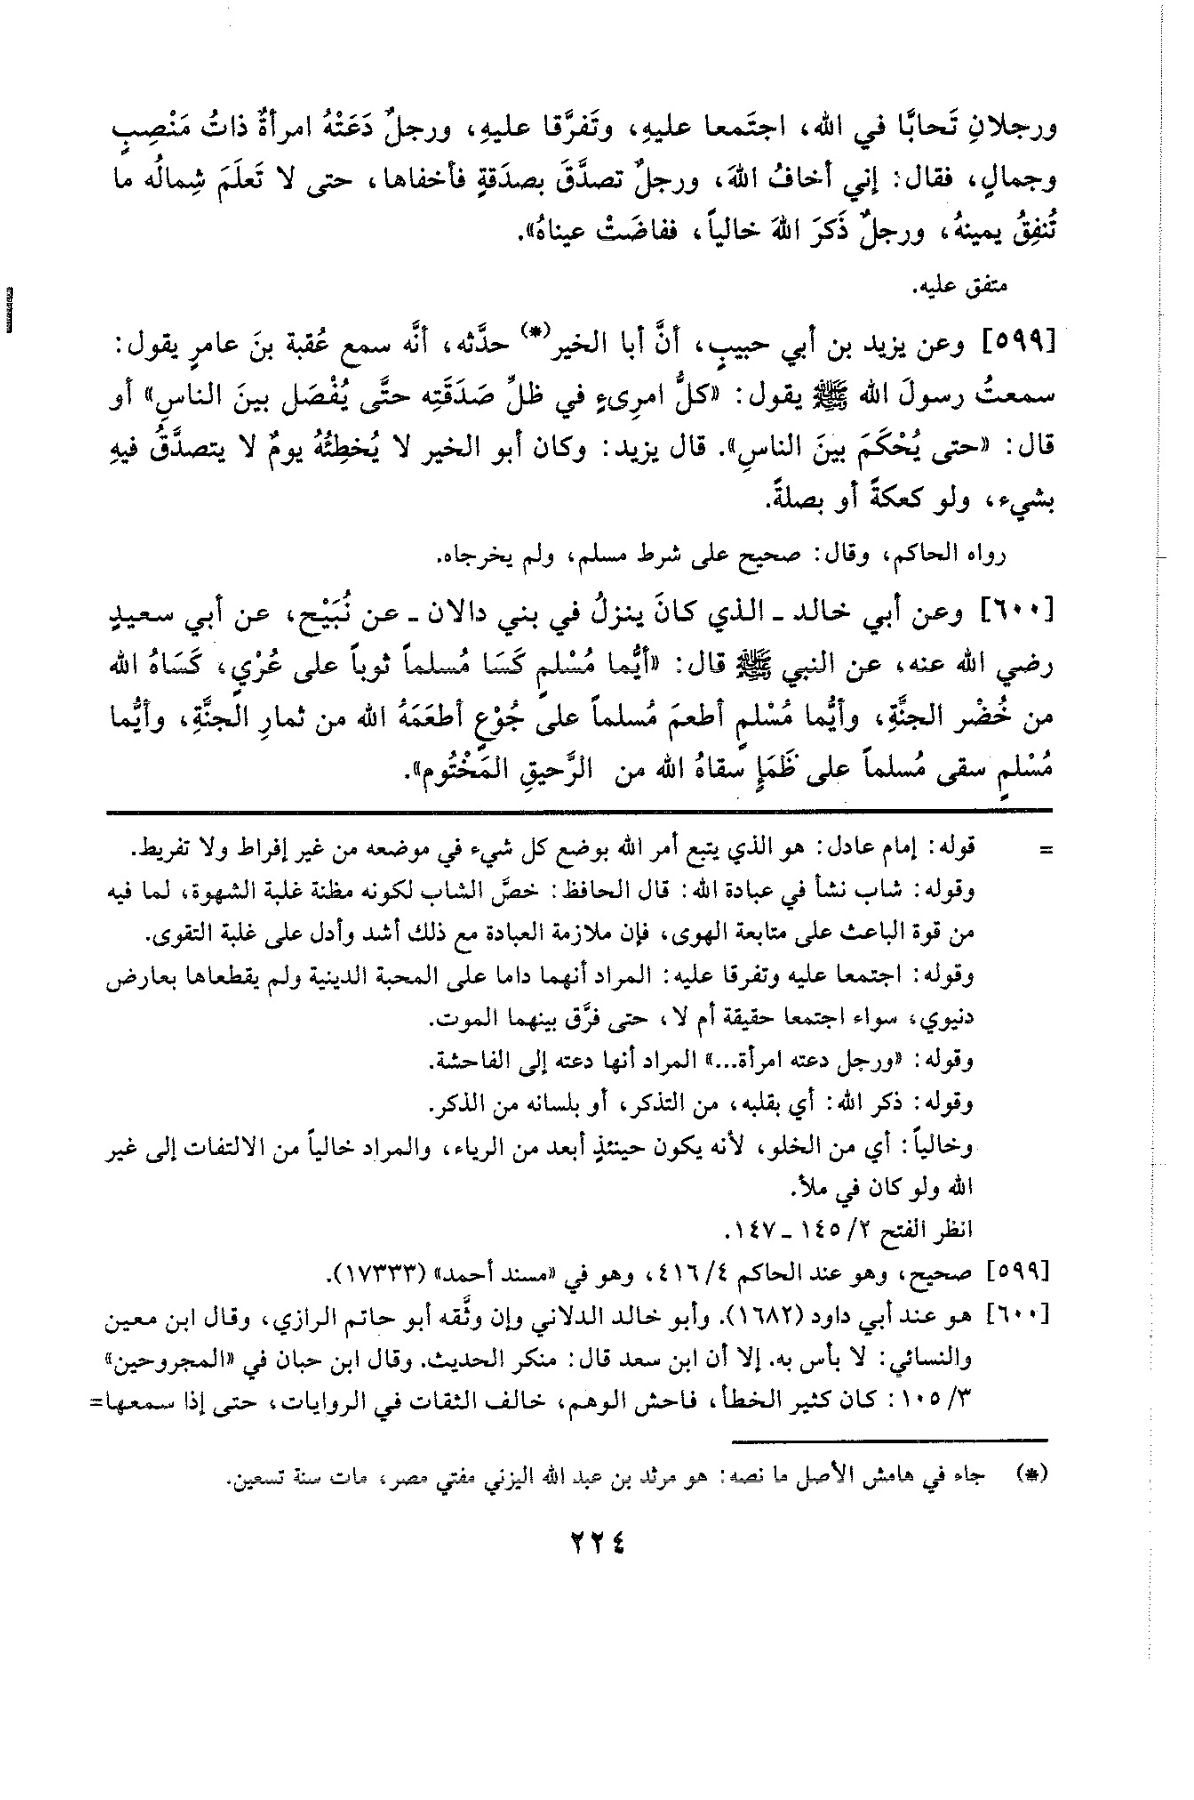 ورجلانِ تَحابَّا في الله، اجتَمعا عليهِ، وتَفرَّقا عليهِ، ورجلٌ دَعَتْهُ امرأةٌ ذاتُ مَنْصِبٍ
وجمالٍ، فقال: إني أخافُ اللهَ، ورجلٌ تصدَّقَ بصدَقةٍ فأخفاها، حتى لا تَعلَمَ شِمالُه ما
تُنفِقُ يمينهُ، ورجلٌ ذَكرَ اللهَ خالياً، ففاضَتْ عيناهُ».
متفق عليه.
[٥٩٩] وعن يزيد بن أبي حبيبٍ، أنَّ أبا الخير(*) حدَّثه، أنَّه سمع عُقبة بنَ عامرٍ يقول:
سمعتُ رسولَ الله ﷺ يقول: «كلُّ امرِىءٍ في ظلِّ صَدَقَتِه حتَّى يُفْصَل بينَ الناسِ» أو
قال: «حتى يُحْكَمَ بينَ الناسِ». قال يزيد: وكان أبو الخير لا يُخطِئُهُ يومٌ لا يتصدَّقُ فيهِ
بشيء، ولو كعكةً أو بصلةً.
رواه الحاكم، وقال: صحيح على شرط مسلم، ولم يخرجاه.
[٦٠٠] وعن أبي خالد ـ الذي كانَ ينزلُ في بني دالان ـ عن نُبَيْح، عن أبي سعيدٍ
رضي الله عنه، عن النبي ﷺ قال: «أيُّما مُسْلمٍ كَسَا مُسلماً ثوباً على عُرْيٍ، كَسَاهُ الله
من خُضْر الجنَّةِ، وأيُّما مُسْلمٍ أطعمَ مُسلماً على جُوْعٍ أطعَمَهُ الله من ثمارِ الجنَّةِ، وأيُّما
مُسْلمٍ سقى مُسلماً على ظَمَإٍ سقاهُ الله من الرَّحيقِ المَخْتُوم».
= قوله: إمام عادل: هو الذي يتبع أمر الله بوضع كل شيء في موضعه من غير إفراط ولا تفريط.
وقوله: شاب نشأ في عبادة الله: قال الحافظ: خصَّ الشاب لكونه مظنة غلبة الشهوة، لما فيه
من قوة الباعث على متابعة الهوى، فإن ملازمة العبادة مع ذلك أشد وأدل على غلبة التقوى.
وقوله: اجتمعا عليه وتفرقا عليه: المراد أنهما داما على المحبة الدينية ولم يقطعاها بعارض
دنيوي، سواء اجتمعا حقيقة أم لا، حتى فرَّق بينهما الموت.
وقوله: «ورجل دعته امرأة...» المراد أنها دعته إلى الفاحشة.
وقوله: ذكر الله: أي بقلبه، من التذكر، أو بلسانه من الذكر.
وخالياً: أي من الخلو، لأنه يكون حينئذٍ أبعد من الرياء، والمراد خالياً من الالتفات إلى غير
الله ولو كان في ملأ.
انظر الفتح ٢/ ١٤٥ ـ ١٤٧.
[٥٩٩] صحيح، وهو عند الحاكم ٤/ ٤١٦، وهو في «مسند أحمد» (١٧٣٣٣).
[٦٠٠] هو عند أبي داود (١٦٨٢). وأبو خالد الدلاني وإن وثَّقه أبو حاتم الرازي، وقال ابن معين
والنسائي: لا بأس به. إلا أن ابن سعد قال: منكر الحديث. وقال ابن حبان في «المجروحين»
٣/ ١٠٥: كان كثير الخطأ، فاحش الوهم، خالف الثقات في الروايات، حتى إذا سمعها=
(*) جاء في هامش الأصل ما نصه: هو مرثد بن عبد الله اليزني مفتي مصر، مات سنة تسعين.
٢٢٤